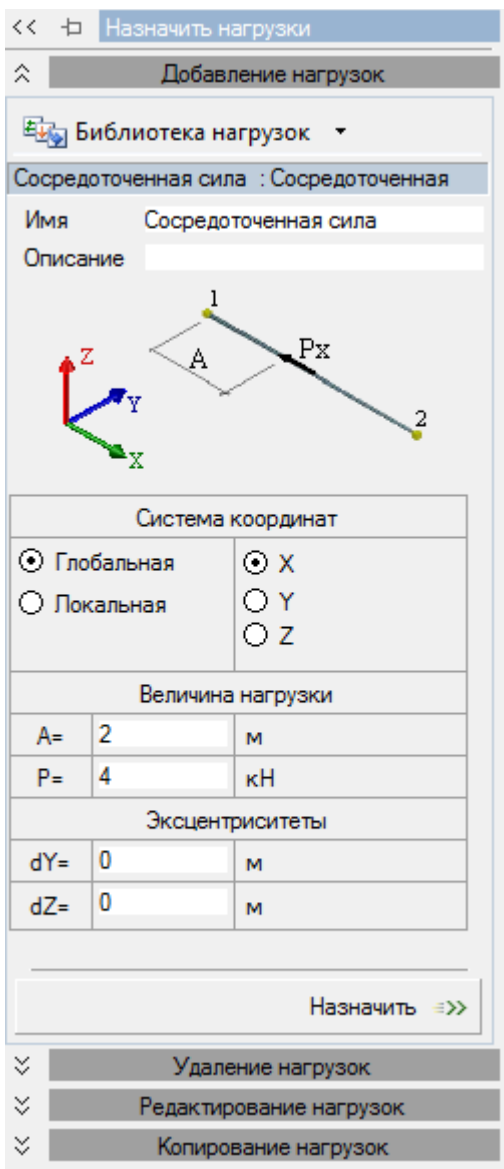 << Назначить нагрузки
Добавление нагрузок
Библиотека нагрузок
Сосредоточенная сила : Сосредоточенная
Имя Сосредоточенная сила
Описание
1
Z A Px
Y
2
X
Система координат
Глобальная X
Локальная Y
Z
Величина нагрузки
A= 2 м
P= 4 кН
Эксцентриситеты
dY= 0 м
dZ= 0 м
Назначить >>
Удаление нагрузок
Редактирование нагрузок
Копирование нагрузок